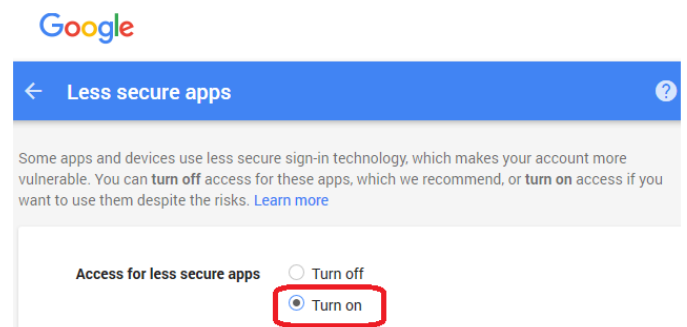 Google
Less secure apps
?
Some apps and devices use less secure sign-in technology, which makes your account more
vulnerable. You can turn off access for these apps, which we recommend, or turn on access if you
want to use them despite the risks. Learn more
Access for less secure apps Turn off
Turn on